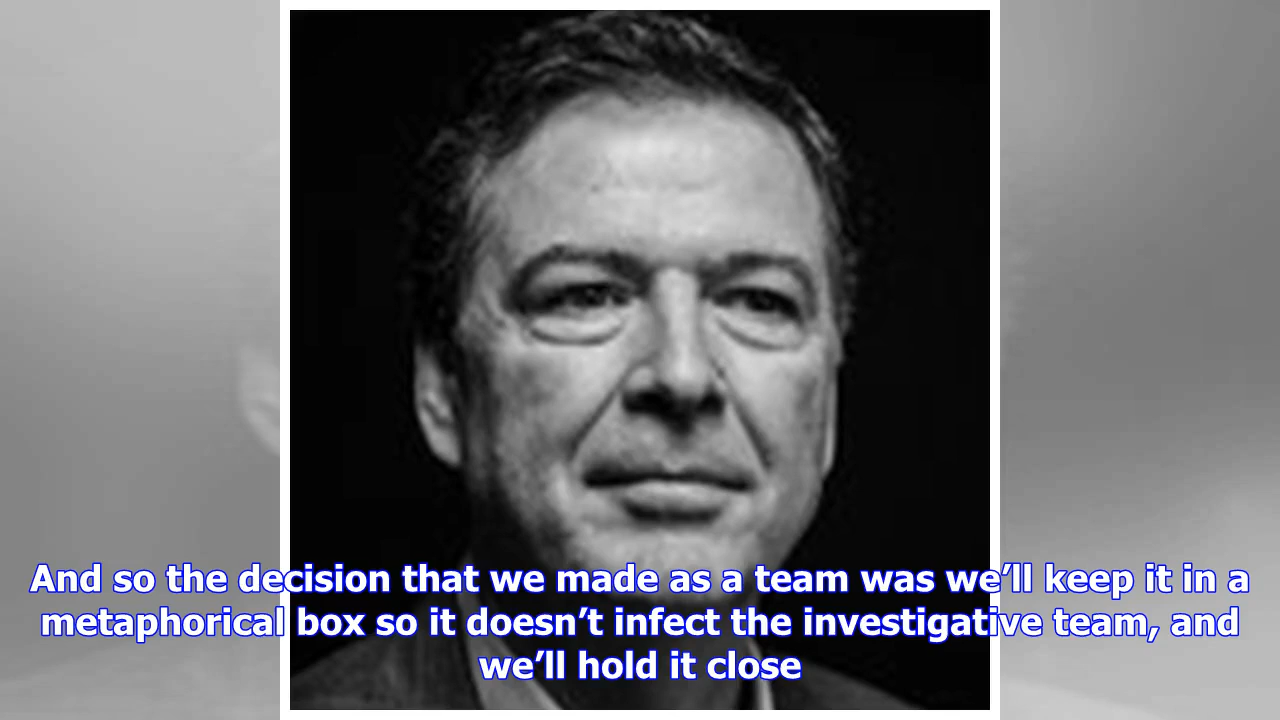 And so the decision that we made as a team was we’ll keep it in a
metaphorical box so it doesn’t infect the investigative team, and
we’ll hold it close